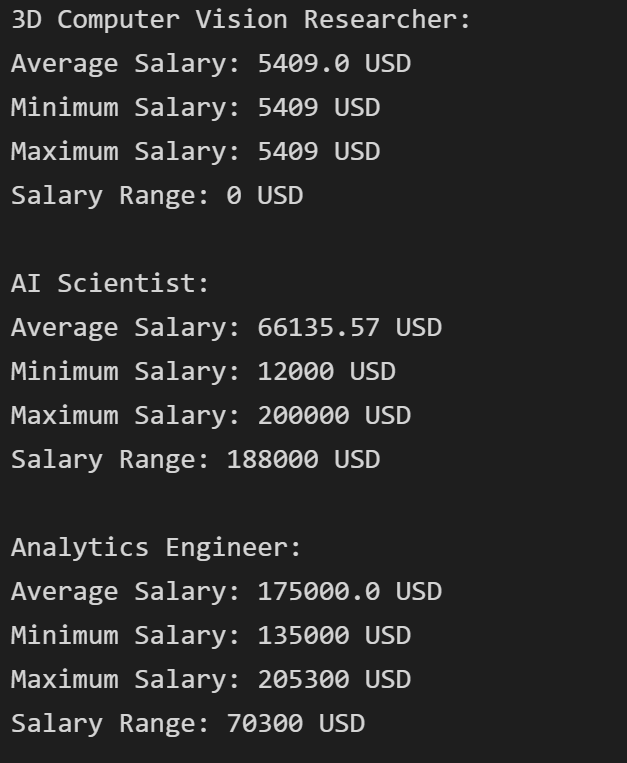 3D Computer Vision Researcher:
Average Salary: 5409.0 USD
Minimum Salary: 5409 USD
Maximum Salary: 5409 USD
Salary Range: 0 USD
AI Scientist:
Average Salary: 66135.57 USD
Minimum Salary: 12000 USD
Maximum Salary: 200000 USD
Salary Range: 188000 USD
Analytics Engineer:
Average Salary: 175000.0 USD
Minimum Salary: 135000 USD
Maximum Salary: 205300 USD
Salary Range: 70300 USD